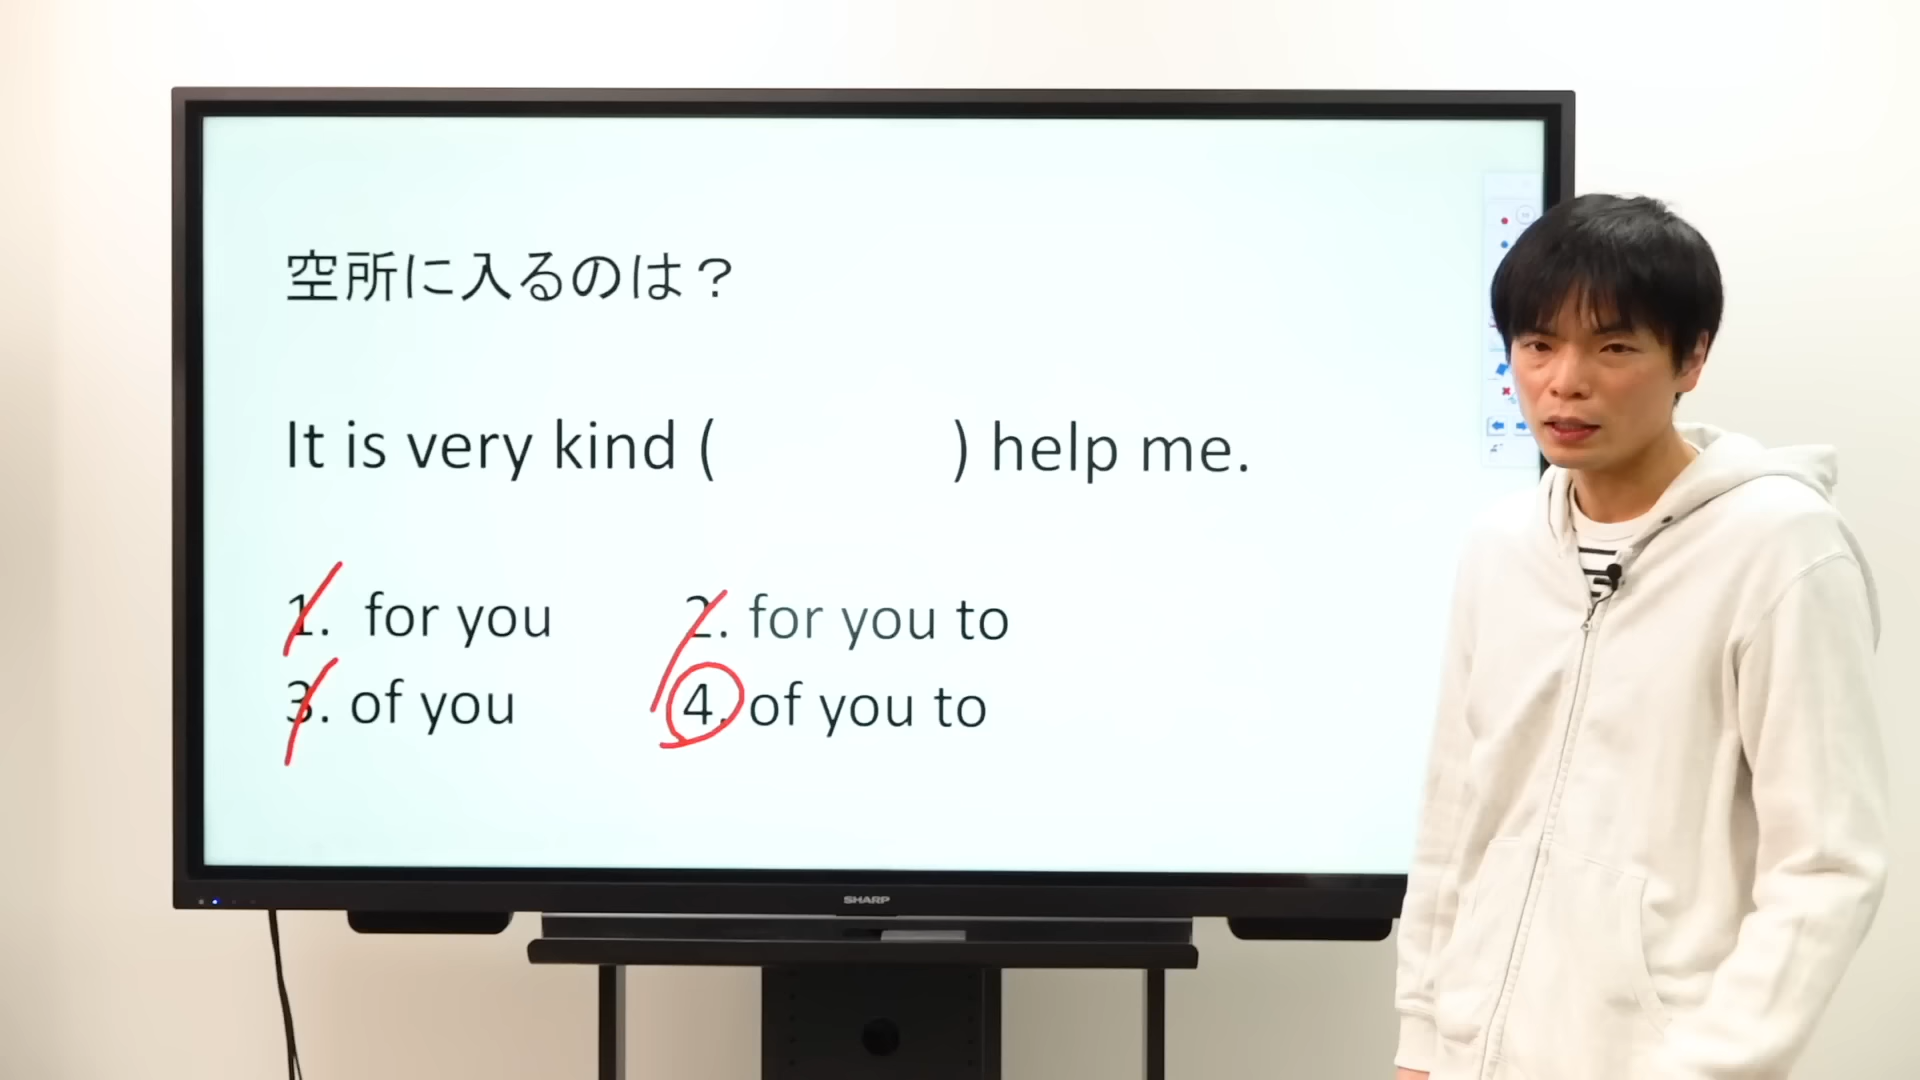 空所に入るのは？
It is very kind (　　　) help me.
1. for you　2. for you to
3. of you　4. of you to
SHARP